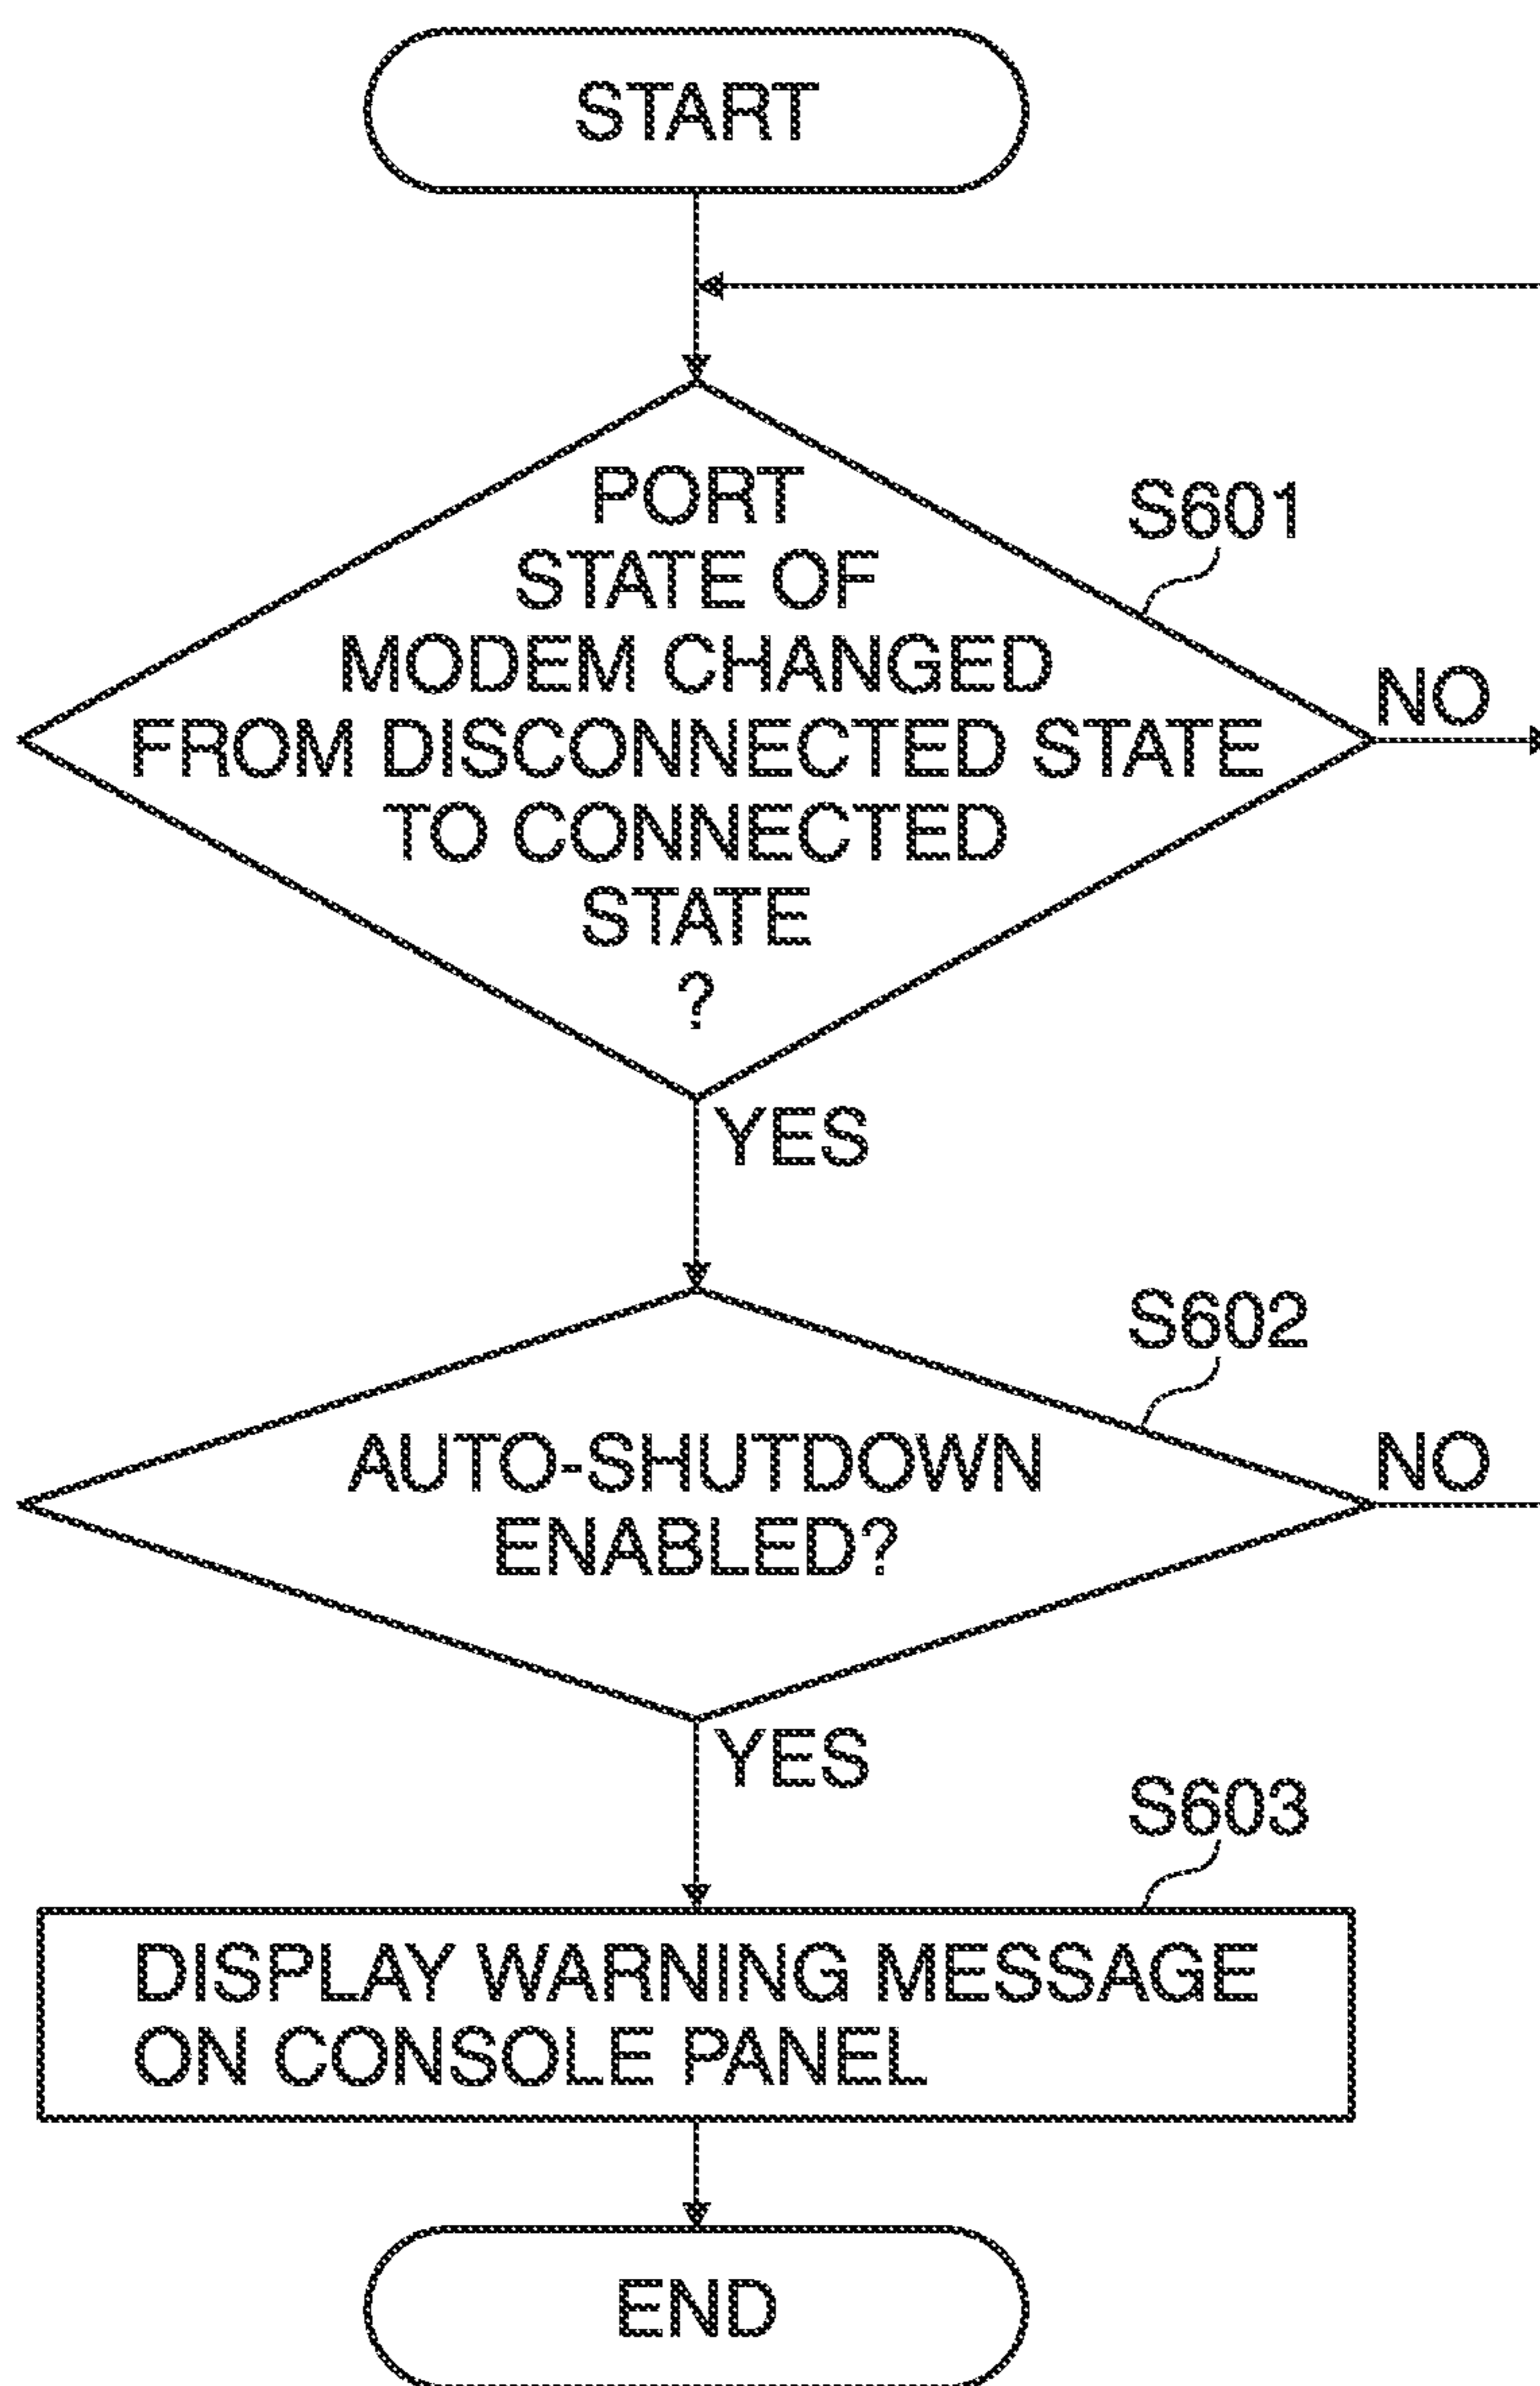 START
PORT
STATE OF
MODEM CHANGED
FROM DISCONNECTED STATE
TO CONNECTED
STATE
?
S601
NO
YES
S602
AUTO-SHUTDOWN
ENABLED?
NO
YES
S603
DISPLAY WARNING MESSAGE
ON CONSOLE PANEL
END